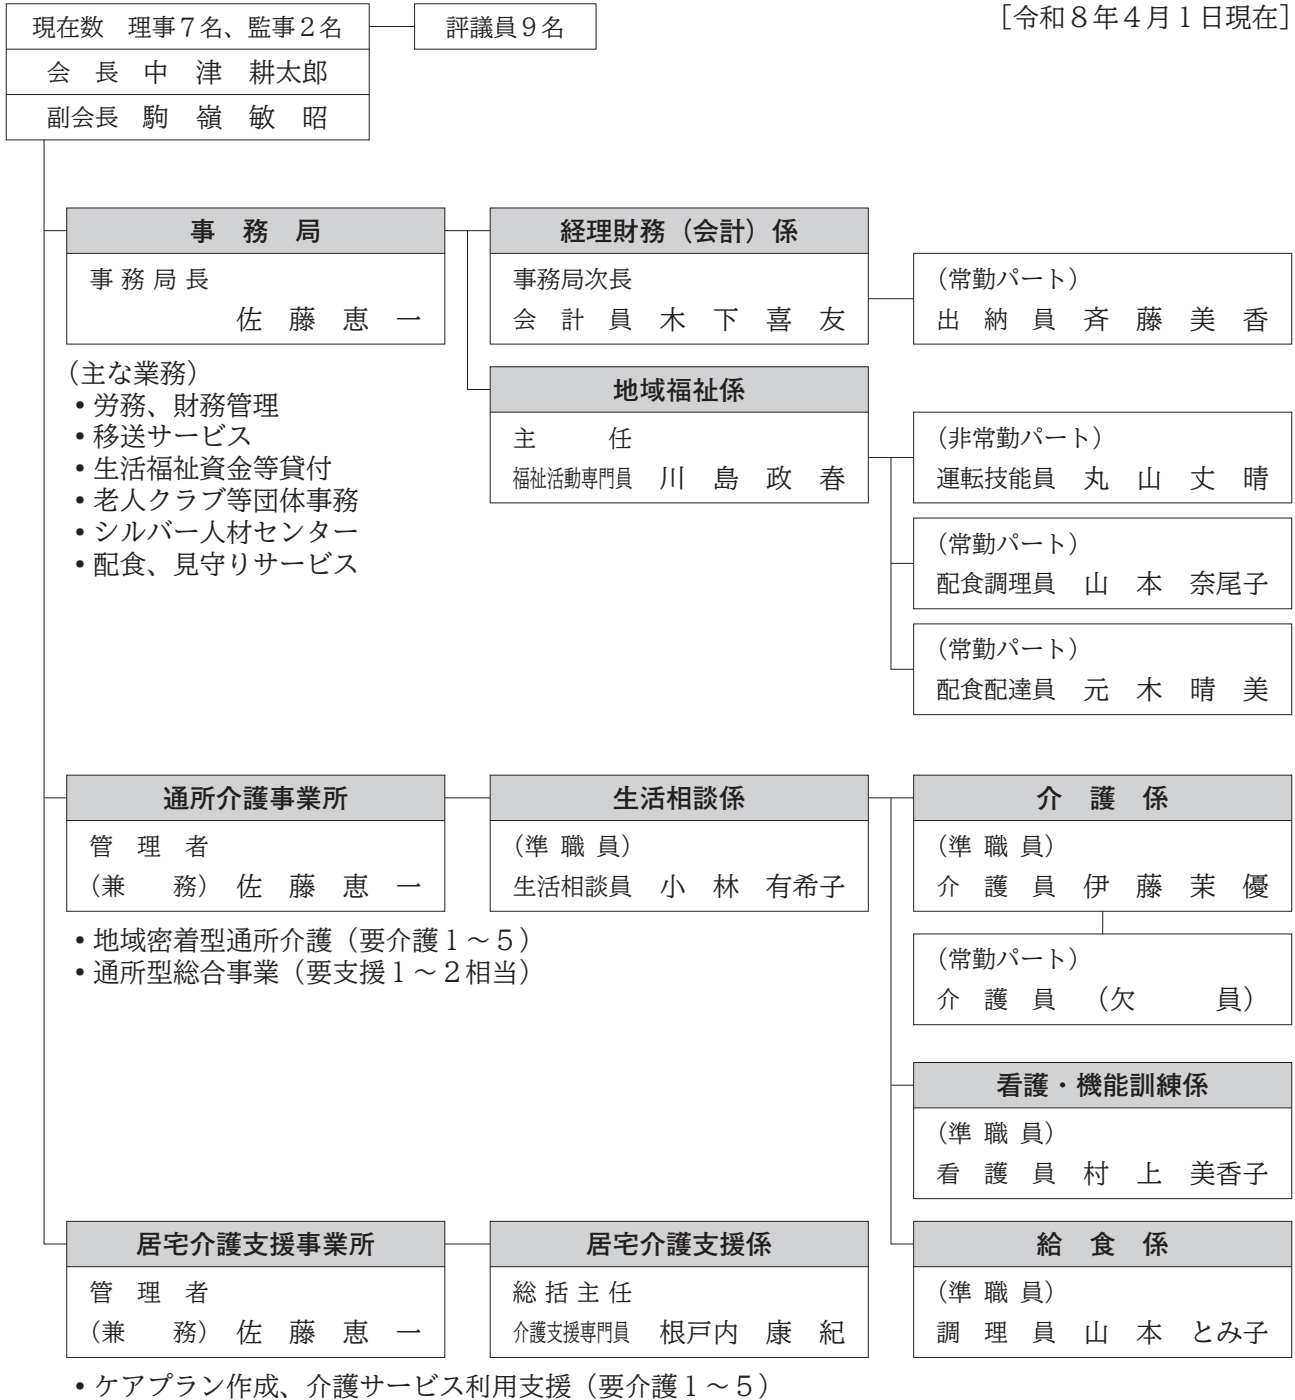 現在数　理事７名、監事２名
評議員９名
［令和８年４月１日現在］
会　長　中　津　耕太郎
副会長　駒　嶺　敏　昭
事　務　局
事 務 局 長
佐　藤　恵　一
（主な業務）
・労務、財務管理
・移送サービス
・生活福祉資金等貸付
・老人クラブ等団体事務
・シルバー人材センター
・配食、見守りサービス
経理財務（会計）係
事務局次長
会　計　員　木　下　喜　友
（常勤パート）
出　納　員　斉　藤　美　香
地域福祉係
主　　　任
福祉活動専門員　川　島　政　春
（非常勤パート）
運転技能員　丸　山　丈　晴
（常勤パート）
配食調理員　山　本　奈尾子
（常勤パート）
配食配達員　元　木　晴　美
通所介護事業所
管　理　者
（兼　　務）佐　藤　恵　一
・地域密着型通所介護（要介護１～５）
・通所型総合事業（要支援１～２相当）
生活相談係
（準 職 員）
生活相談員　小　林　有希子
介　護　係
（準 職 員）
介　護　員　伊　藤　茉　優
（常勤パート）
介　護　員　（欠　　　員）
看護・機能訓練係
（準 職 員）
看　護　員　村　上　美香子
給　食　係
（準 職 員）
調　理　員　山　本　とみ子
居宅介護支援事業所
管　理　者
（兼　　務）佐　藤　恵　一
居宅介護支援係
総 括 主 任
介護支援専門員　根戸内　康　紀
・ケアプラン作成、介護サービス利用支援（要介護１～５）